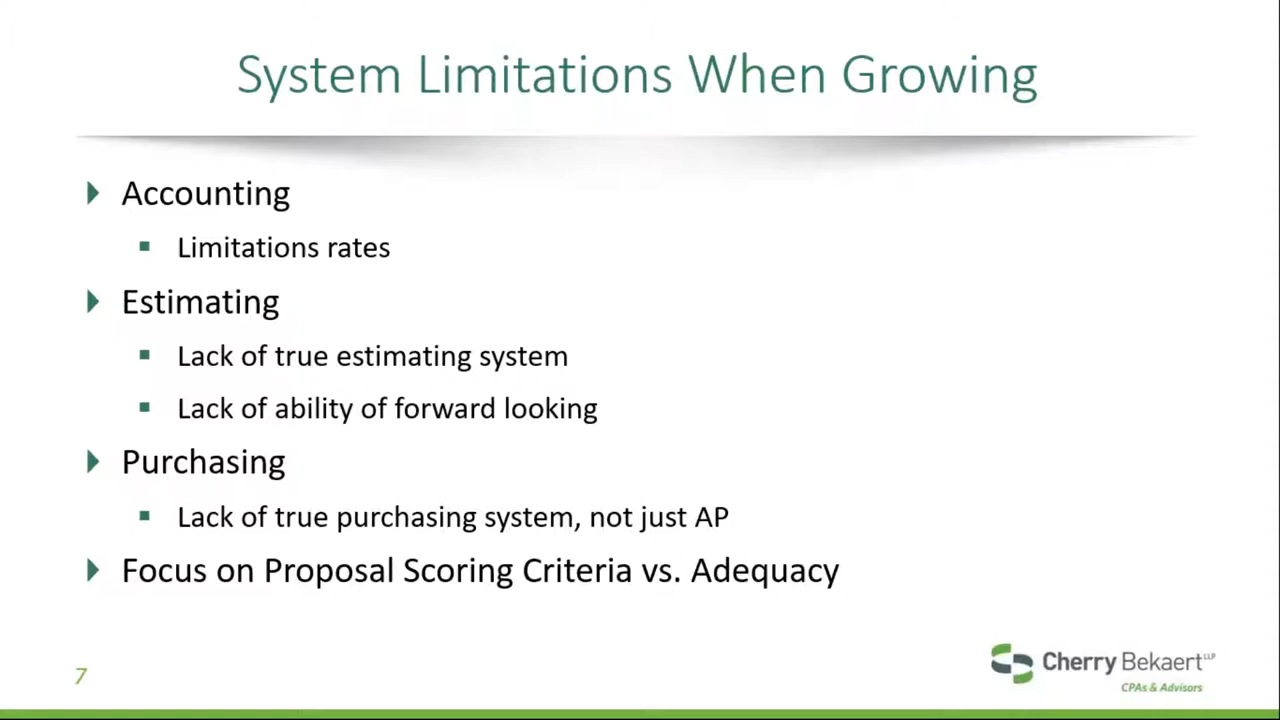 System Limitations When Growing
Accounting
Limitations rates
Estimating
Lack of true estimating system
Lack of ability of forward looking
Purchasing
Lack of true purchasing system, not just AP
Focus on Proposal Scoring Criteria vs. Adequacy
7
Cherry Bekaert LLP
CPAs & Advisors